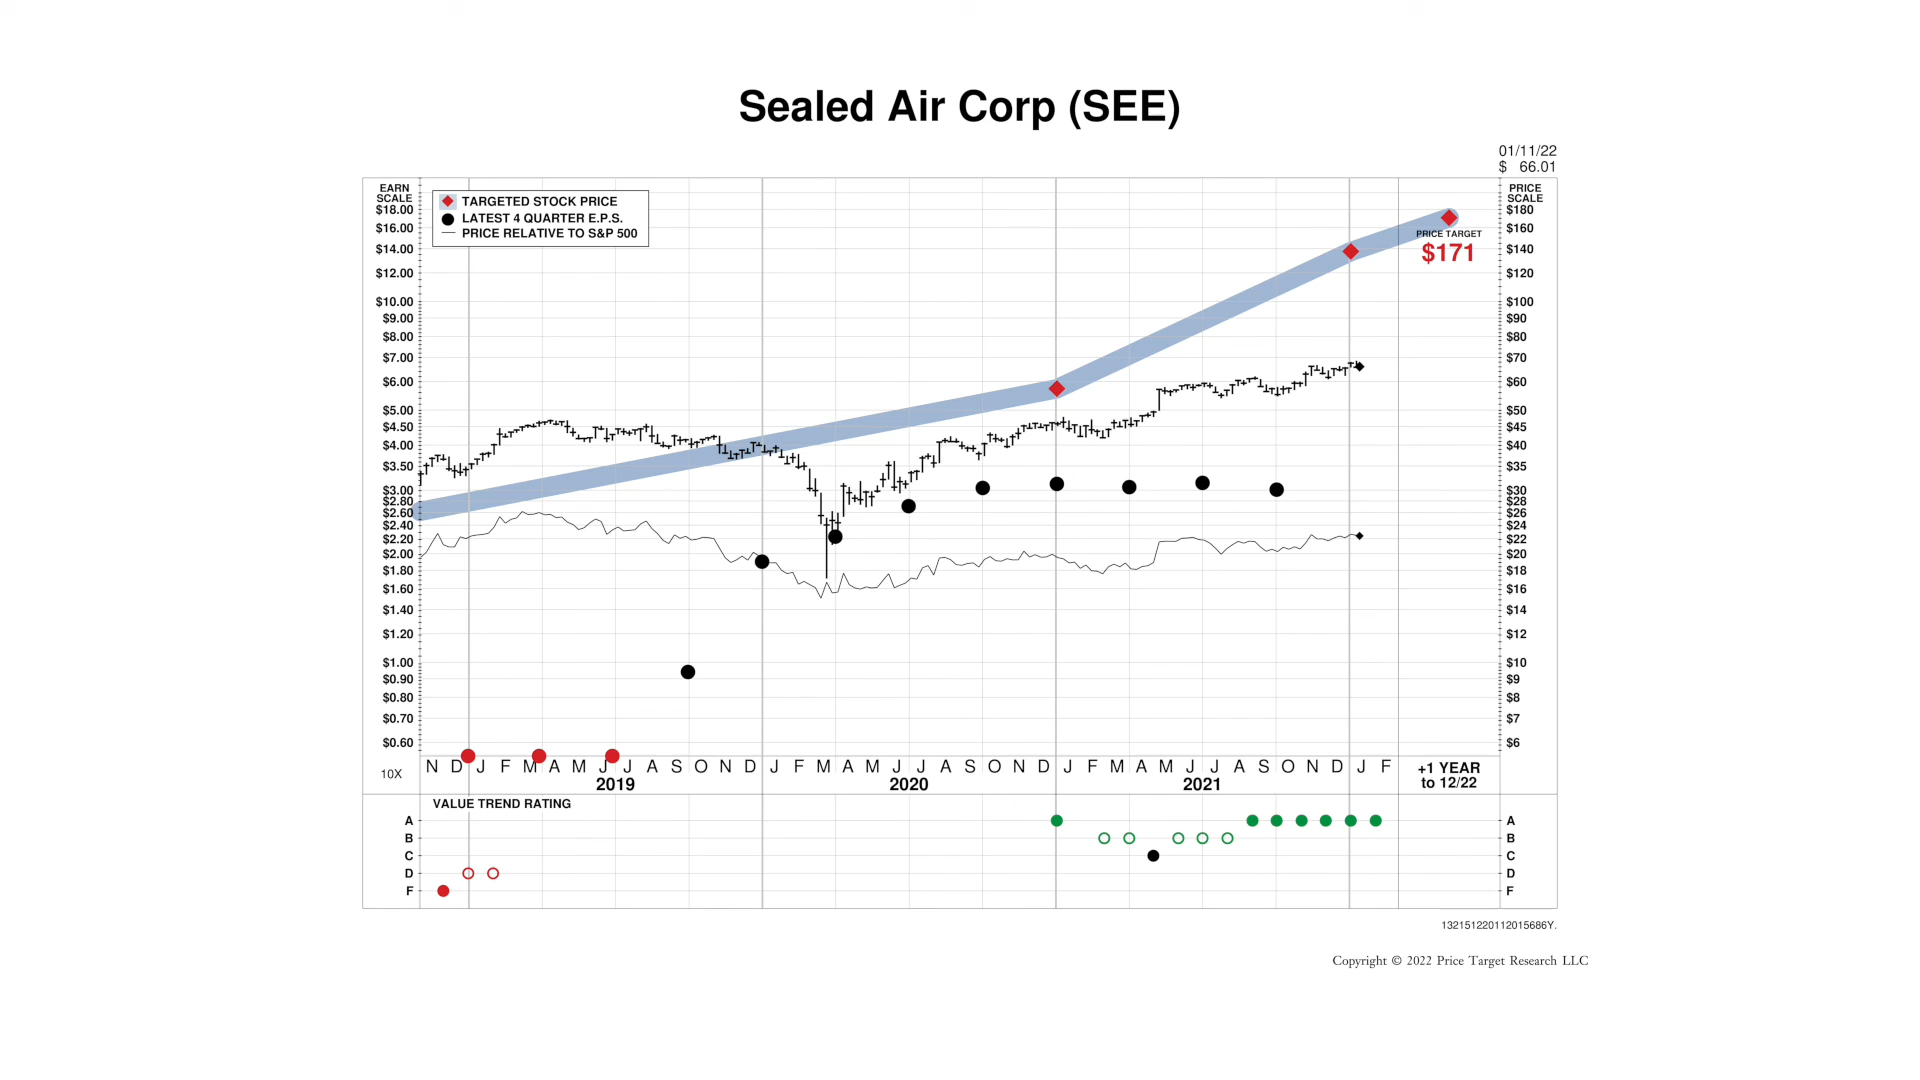 Sealed Air Corp (SEE)
01/11/22
$ 66.01
EARN
SCALE
PRICE
SCALE
TARGETED STOCK PRICE
LATEST 4 QUARTER E.P.S.
PRICE RELATIVE TO S&P 500
$18.00 $180
$16.00 $160
PRICE TARGET
$171
$14.00 $140
$12.00 $120
$10.00 $100
$9.00 $90
$8.00 $80
$7.00 $70
$6.00 $60
$5.00 $50
$4.50 $45
$4.00 $40
$3.50 $35
$3.00 $30
$2.80 $28
$2.60 $26
$2.40 $24
$2.20 $22
$2.00 $20
$1.80 $18
$1.60 $16
$1.40 $14
$1.20 $12
$1.00 $10
$0.90 $9
$0.80 $8
$0.70 $7
$0.60 $6
10X N D J F M A M J J A S O N D J F M A M J J A S O N D J F M A M J J A S O N D J F
+1 YEAR
to 12/22
2019 2020 2021
VALUE TREND RATING
A A
B B
C C
D D
F F
132151220112015686Y.
Copyright © 2022 Price Target Research LLC